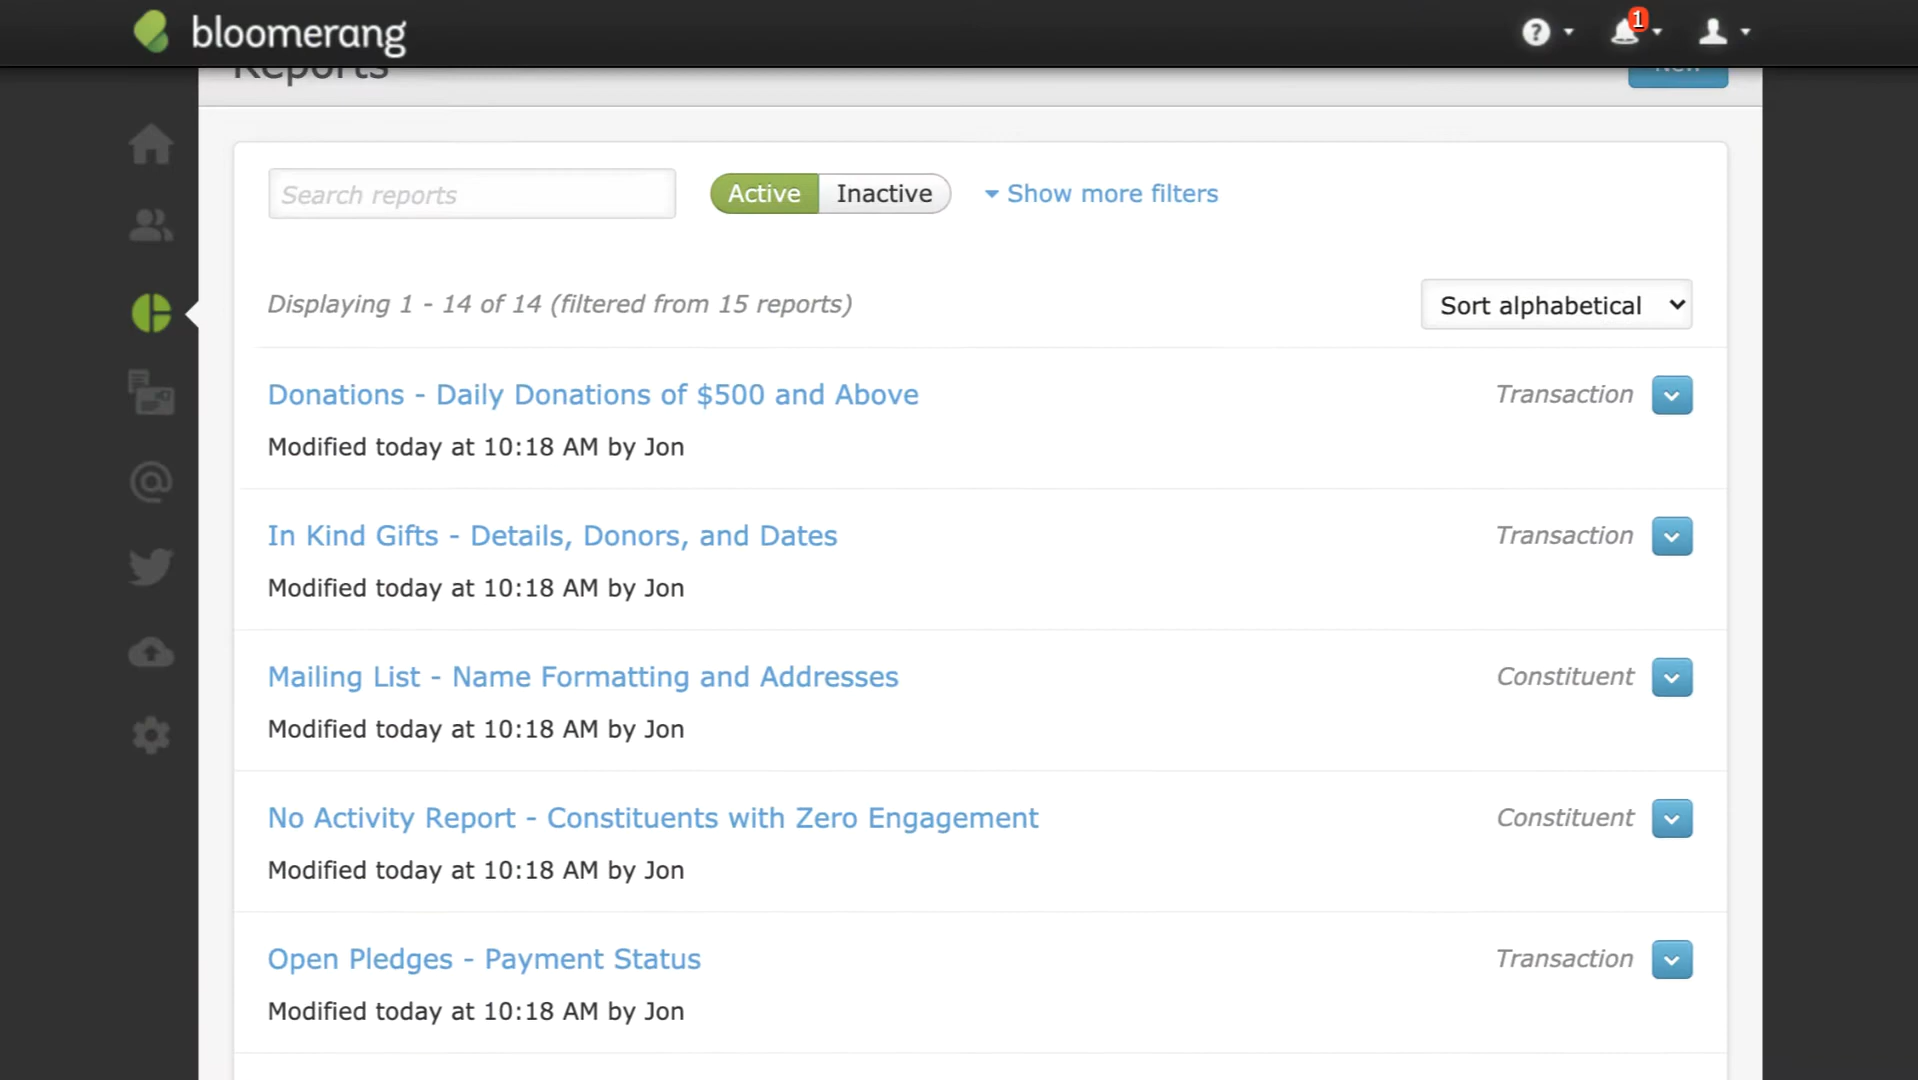 bloomerang
1
Reports
New
Search reports
Active
Inactive
Show more filters
Displaying 1 - 14 of 14 (filtered from 15 reports)
Sort alphabetical
Donations - Daily Donations of $500 and Above
Transaction
Modified today at 10:18 AM by Jon
In Kind Gifts - Details, Donors, and Dates
Transaction
Modified today at 10:18 AM by Jon
Mailing List - Name Formatting and Addresses
Constituent
Modified today at 10:18 AM by Jon
No Activity Report - Constituents with Zero Engagement
Constituent
Modified today at 10:18 AM by Jon
Open Pledges - Payment Status
Transaction
Modified today at 10:18 AM by Jon